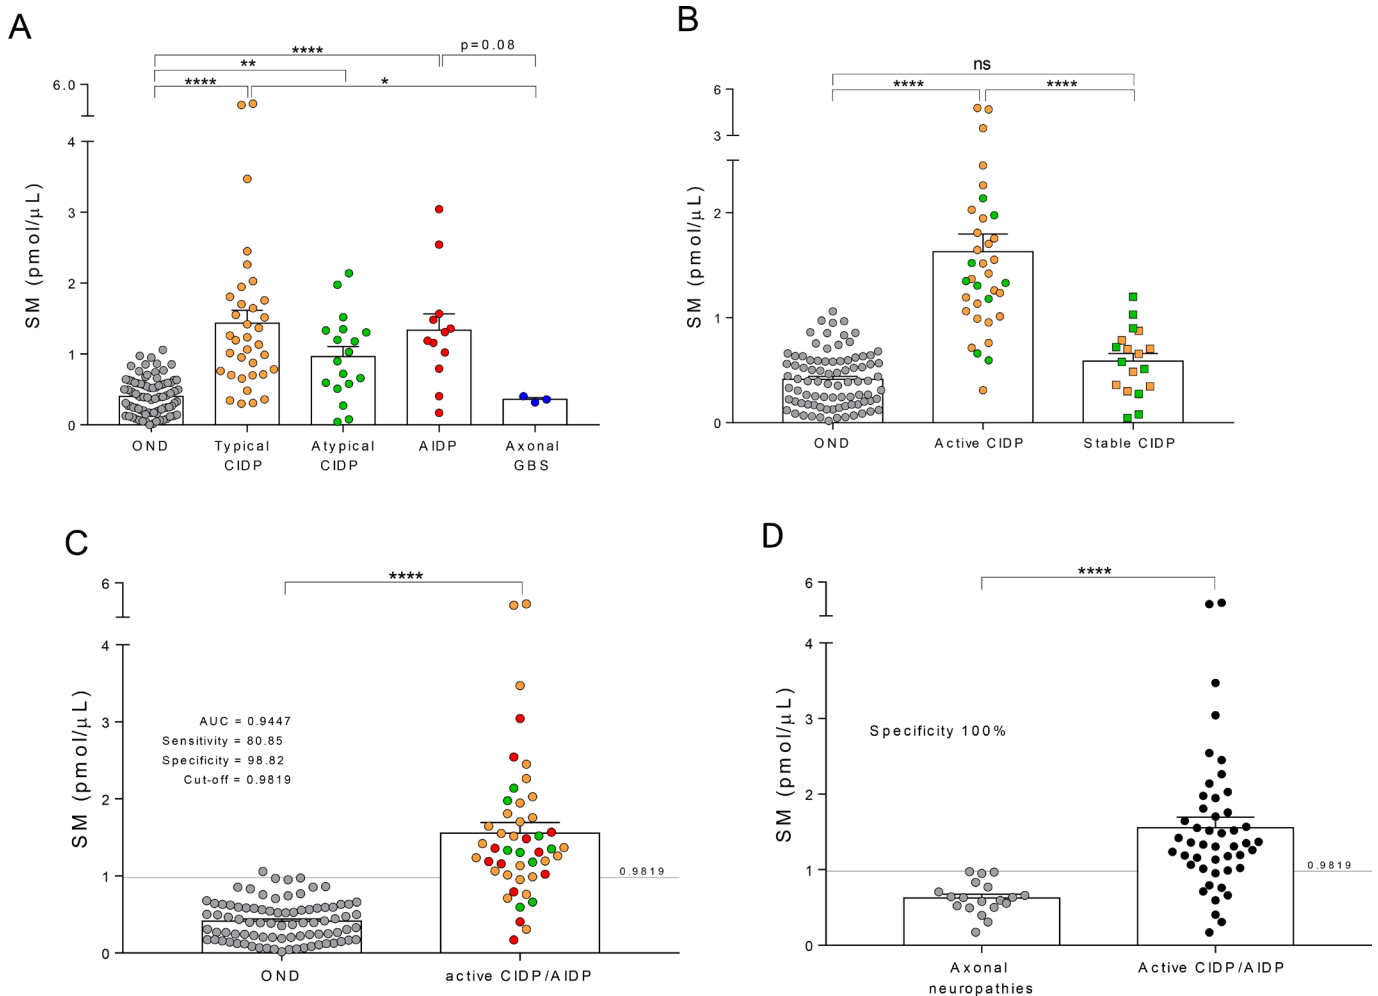 A
****
p=0.08
**
****
*
6.0
4
3
2
1
0
SM (pmol/μL)
OND
Typical
CIDP
Atypical
CIDP
AIDP
Axonal
GBS
B
ns
****
****
6
3
2
1
0
SM (pmol/μL)
OND
Active CIDP
Stable CIDP
C
****
6
4
3
2
1
0
SM (pmol/μL)
AUC = 0.9447
Sensitivity = 80.85
Specificity = 98.82
Cut-off = 0.9819
0.9819
OND
active CIDP/AIDP
D
****
6
4
3
2
1
0
SM (pmol/μL)
Specificity 100%
0.9819
Axonal
neuropathies
Active CIDP/AIDP